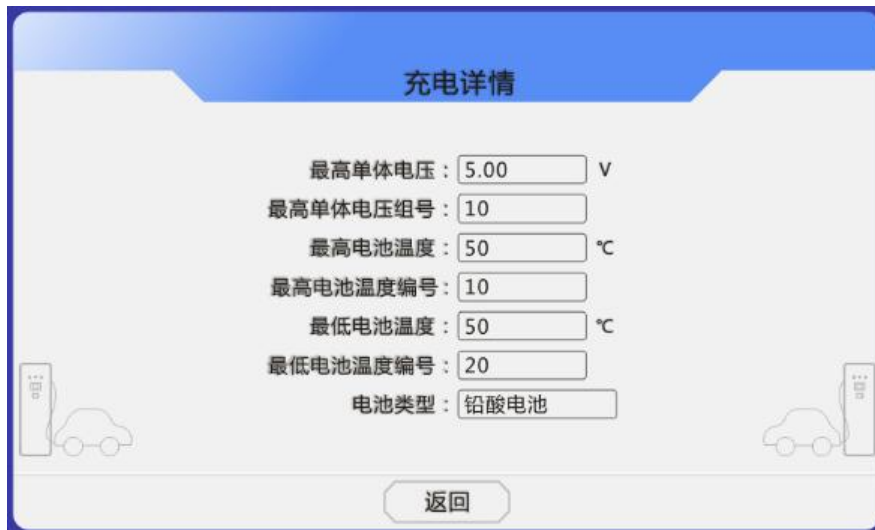 充电详情
最高单体电压：5.00 V
最高单体电压组号：10
最高电池温度：50 ℃
最高电池温度编号：10
最低电池温度：50 ℃
最低电池温度编号：20
电池类型：铅酸电池
返回